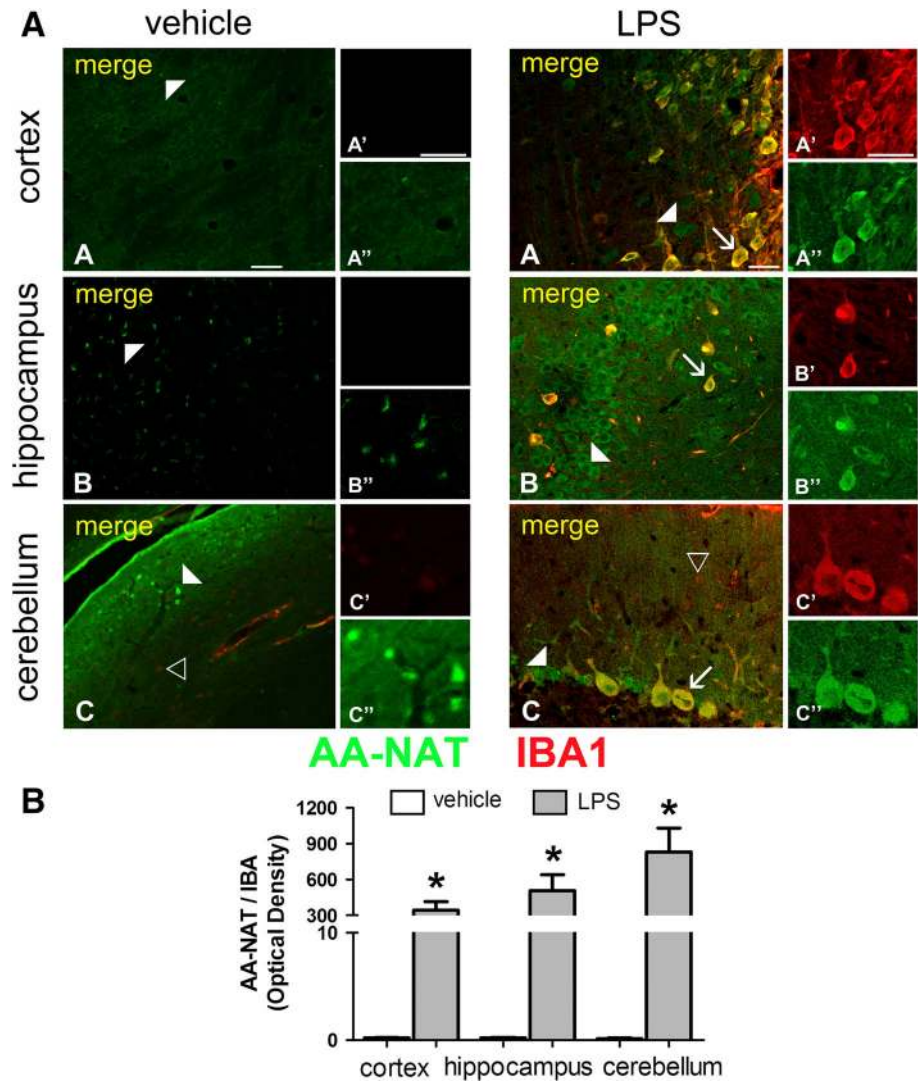 A
vehicle
LPS
cortex
merge
A
A'
A''
merge
A
A'
A''
hippocampus
merge
B
B''
merge
B
B'
B''
cerebellum
merge
C
C'
C''
merge
C
C'
C''
AA-NAT IBA1
B
vehicle
LPS
AA-NAT / IBA
(Optical Density)
1200
900
600
300
10
0
*
*
*
cortex hippocampus cerebellum